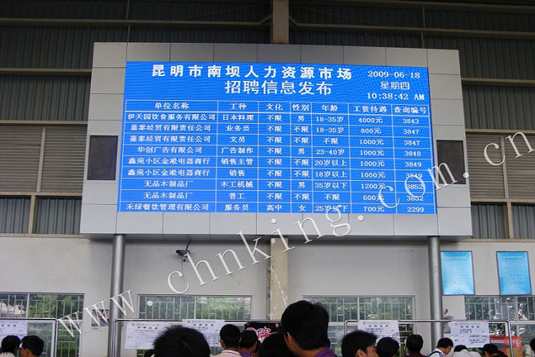 昆明市南坝人力资源市场 2009-06-18
招聘信息发布 星期四
10:38:42 AM
单位名称 工种 文化 性别 年龄 工资待遇 查询编号
伊天园饮食服务有限公司 日本料理 不限 男 18-35岁 4000元 3843
嘉泰经贸有限责任公司 业务员 不限 不限 18-35岁 800元 3847
嘉泰经贸有限责任公司 文员 不限 不限 不限 1000元 3847
华创广告有限公司 广告制作 不限 男 23-40岁 1000元 3848
鑫苑小区金凇电器商行 销售主管 不限 不限 20岁以上 1000元 3849
鑫苑小区金凇电器商行 销售 不限 不限 18岁以上 1000元 3849
无品木制品厂 木工机械 不限 男 35岁以下 1200元 3852
无品木制品厂 普工 不限 不限 不限 600元 3852
禾绿餐饮管理有限公司 服务员 高中 女 25岁以下 700元 2299
www.chnking.com.cn